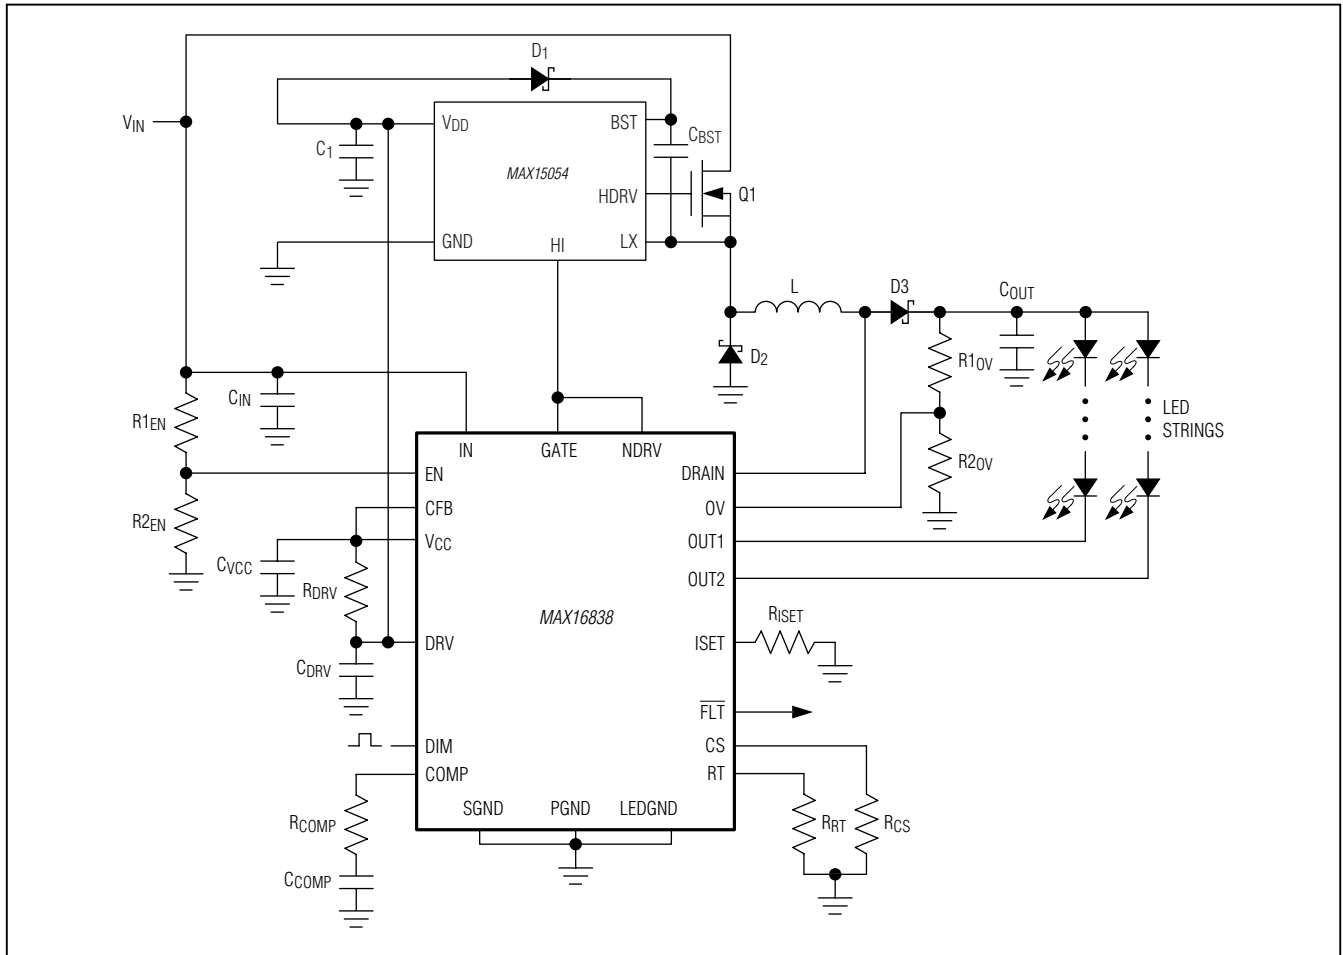 D1
VIN
VDD
BST
CBST
C1
MAX15054
HDRV
Q1
GND
HI
LX
L
D3
COUT
D2
R1OV
CIN
R1EN
LED
STRINGS
IN
GATE
NDRV
EN
DRAIN
R2OV
CFB
OV
R2EN
VCC
OUT1
CVCC
RDRV
OUT2
MAX16838
RISET
DRV
ISET
CDRV
FLT
DIM
CS
COMP
RT
SGND
PGND
LEDGND
RCOMP
RRT
RCS
CCOMP